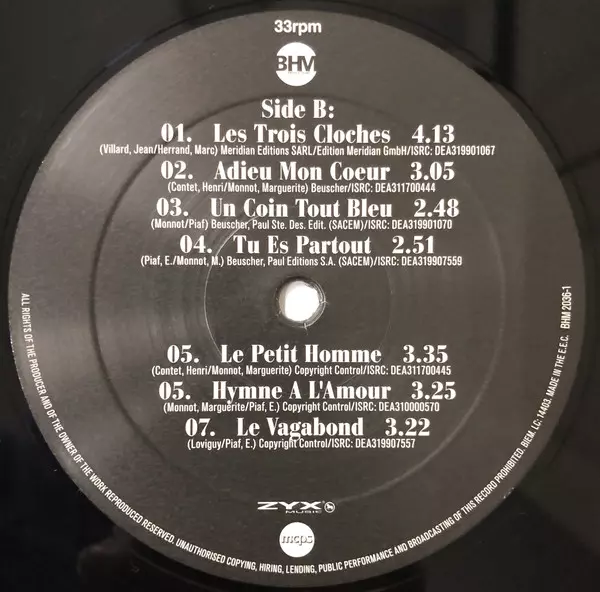 33rpm
BHM
Side B:
01. Les Trois Cloches 4.13
(Villard, Jean/Herrand, Marc) Meridian Editions SARL/Edition Meridian GmbH/ISRC: DEA319901067
02. Adieu Mon Coeur 3.05
(Contet, Henri/Monnot, Marguerite) Beuscher/ISRC: DEA311700444
03. Un Coin Tout Bleu 2.48
(Monnot/Piaf) Beuscher, Paul Ste. Des. Edit. (SACEM)/ISRC: DEA319901070
04. Tu Es Partout 2.51
(Piaf, E./Monnot, M.) Beuscher, Paul Editions S.A. (SACEM)/ISRC: DEA319907559
05. Le Petit Homme 3.35
(Contet, Henri/Monnot, Marguerite) Copyright Control/ISRC: DEA311700445
05. Hymne A L'Amour 3.25
(Monnot, Marguerite/Piaf, E.) Copyright Control/ISRC: DEA310000570
07. Le Vagabond 3.22
(Loviguy/Piaf, E.) Copyright Control/ISRC: DEA319907557
ZYX
MUSIC
mcps
ALL RIGHTS OF THE PRODUCER AND OF THE OWNER OF THE WORK REPRODUCED RESERVED. UNAUTHORISED COPYING, HIRING, LENDING, PUBLIC PERFORMANCE AND BROADCASTING OF THIS RECORD PROHIBITED. BIEM. LC: 14403. MADE IN THE E.E.C. BHM 2036-1